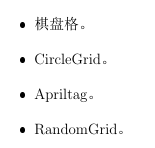 • 棋盘格。
• CircleGrid。
• Apriltag。
• RandomGrid。